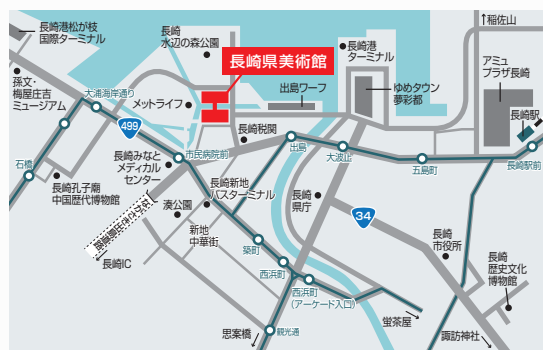 長崎港松が枝
国際ターミナル
長崎
水辺の森公園
長崎県美術館
長崎港
ターミナル
↑稲佐山
孫文・
梅屋庄吉
ミュージアム
大浦海岸通り
メットライフ
出島ワーフ
ゆめタウン
夢彩都
アミュ
プラザ長崎
499
長崎税関
長崎駅
石橋
長崎みなと
メディカル
センター
市民病院前
出島
大波止
五島町
長崎駅前
長崎孔子廟
中国歴代博物館
湊公園
長崎新地
バスターミナル
長崎
県庁
34
ながさき出島道路
長崎IC
新地
中華街
築町
西浜町
西浜町
(アーケード入口)
長崎
市役所
長崎
歴史文化
博物館
思案橋
観光通
蛍茶屋
諏訪神社